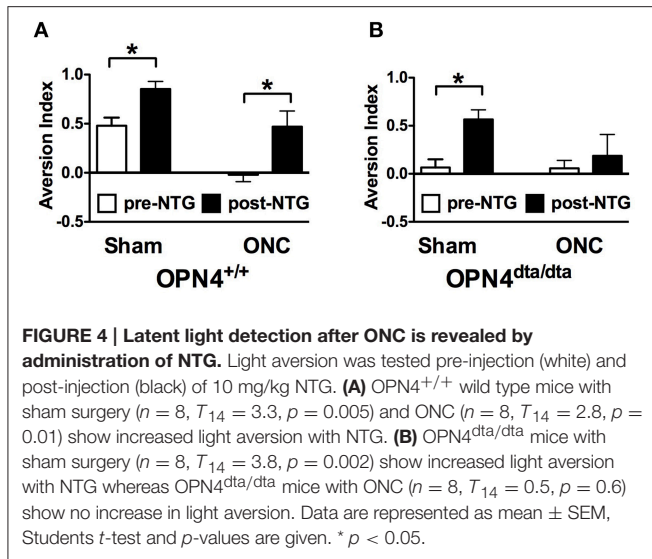 A
B
*
*
*
1.0
0.5
0.0
-0.5
Aversion Index
pre-NTG
post-NTG
Sham
ONC
OPN4+/+
1.0
0.5
0.0
-0.5
Aversion Index
pre-NTG
post-NTG
Sham
ONC
OPN4dta/dta
FIGURE 4 | Latent light detection after ONC is revealed by
administration of NTG. Light aversion was tested pre-injection (white) and
post-injection (black) of 10 mg/kg NTG. (A) OPN4+/+ wild type mice with
sham surgery (n = 8, T14 = 3.3, p = 0.005) and ONC (n = 8, T14 = 2.8, p =
0.01) show increased light aversion with NTG. (B) OPN4dta/dta mice with
sham surgery (n = 8, T14 = 3.8, p = 0.002) show increased light aversion
with NTG whereas OPN4dta/dta mice with ONC (n = 8, T14 = 0.5, p = 0.6)
show no increase in light aversion. Data are represented as mean ± SEM,
Students t-test and p-values are given. * p < 0.05.